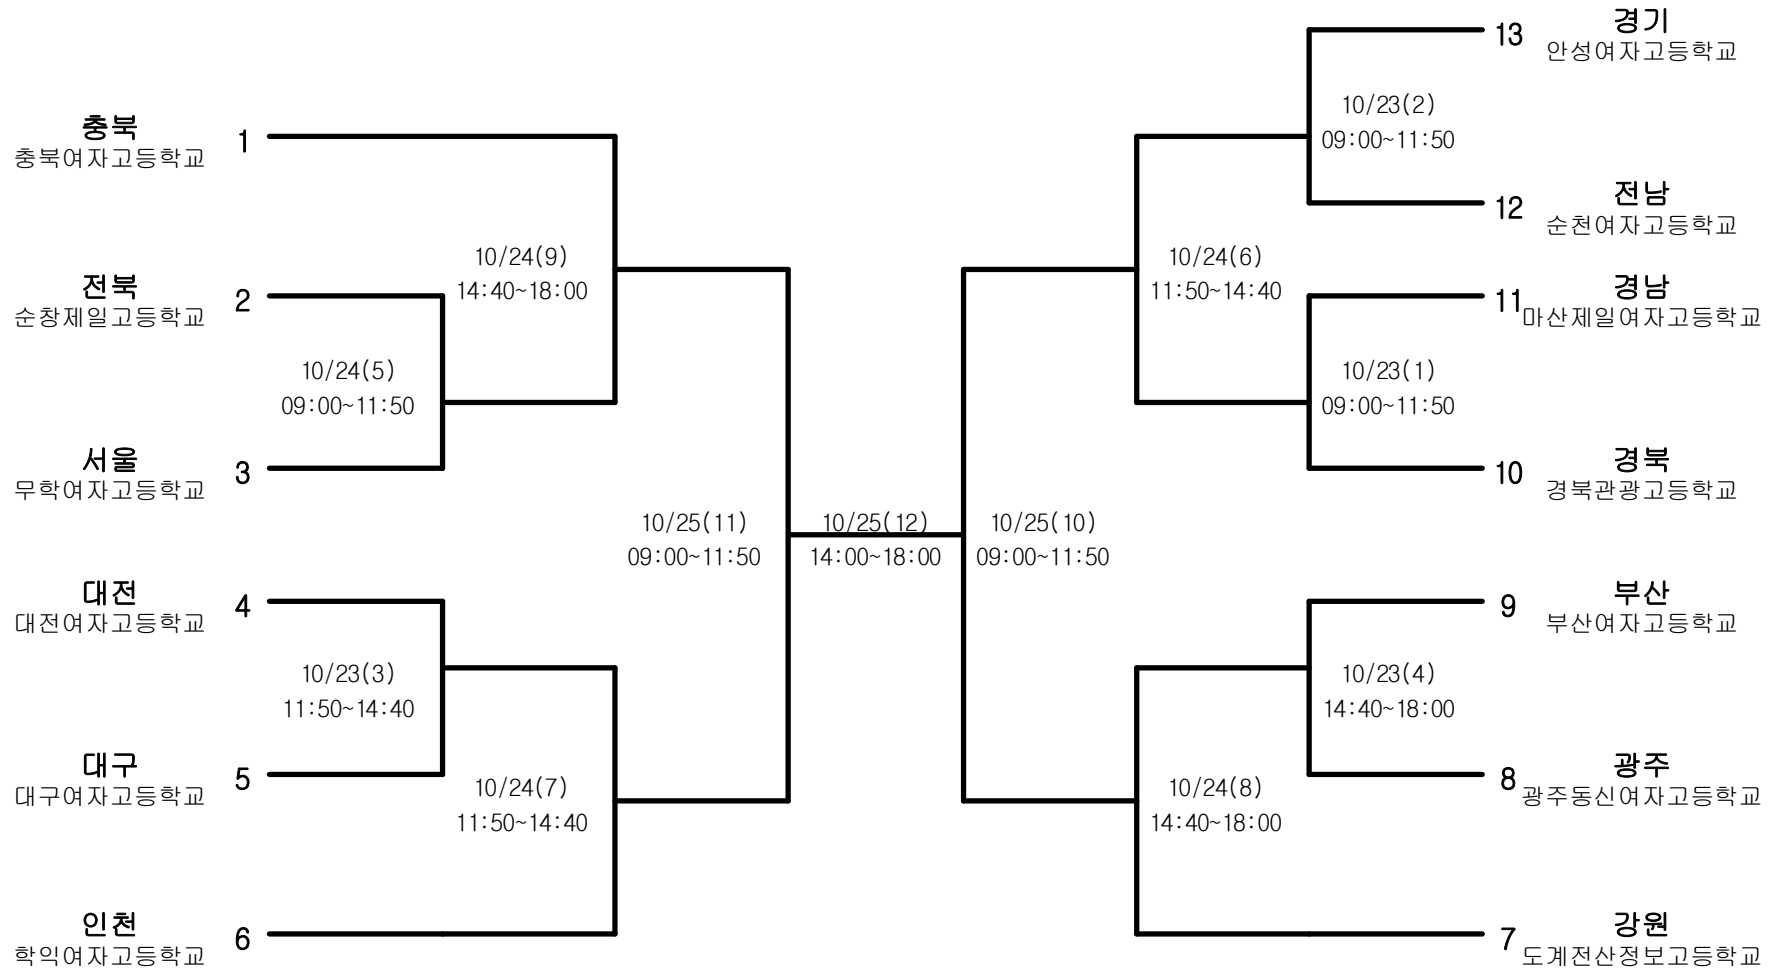 충북
충북여자고등학교
1
전북
순창제일고등학교
2
서울
무학여자고등학교
3
대전
대전여자고등학교
4
대구
대구여자고등학교
5
인천
학익여자고등학교
6
10/24(5)
09:00~11:50
10/23(3)
11:50~14:40
10/24(9)
14:40~18:00
10/24(7)
11:50~14:40
10/25(11)
09:00~11:50
10/25(12)
14:00~18:00
10/25(10)
09:00~11:50
10/24(6)
11:50~14:40
10/24(8)
14:40~18:00
10/23(2)
09:00~11:50
10/23(1)
09:00~11:50
10/23(4)
14:40~18:00
13
경기
안성여자고등학교
12
전남
순천여자고등학교
11
경남
마산제일여자고등학교
10
경북
경북관광고등학교
9
부산
부산여자고등학교
8
광주
광주동신여자고등학교
7
강원
도계전산정보고등학교